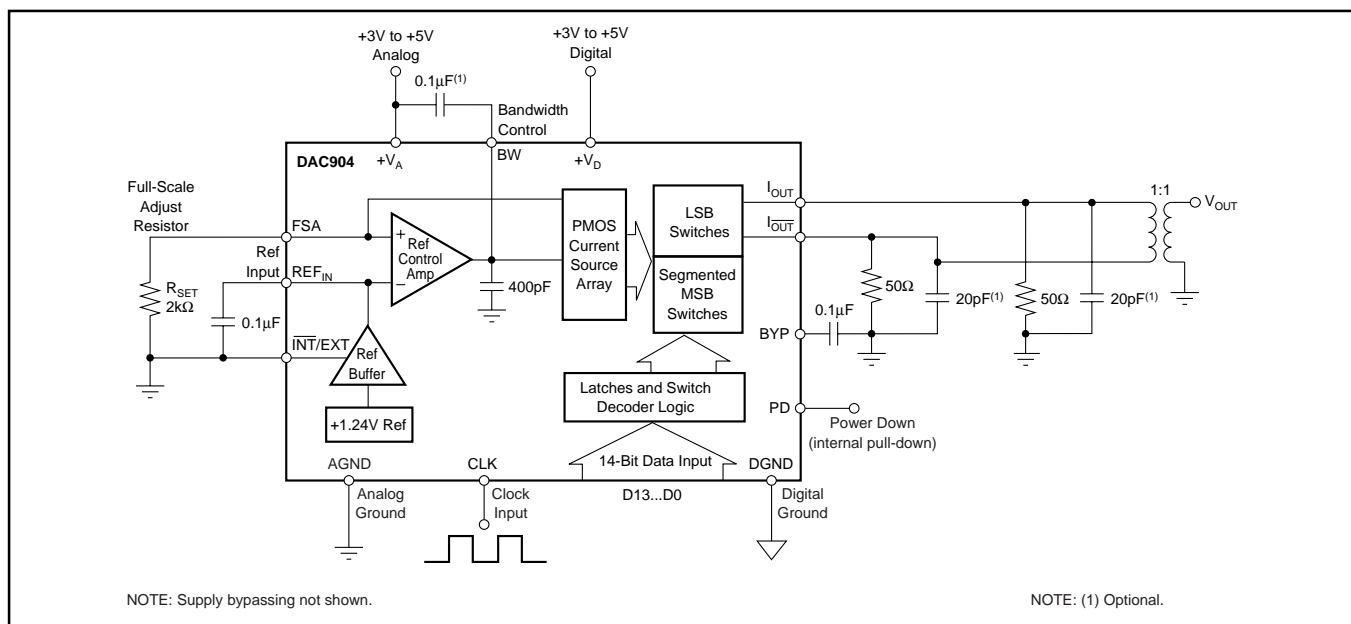 +3V to +5V
Analog
+3V to +5V
Digital
0.1µF(1)
Bandwidth
Control
DAC904
+VA
BW
+VD
Full-Scale
Adjust
Resistor
FSA
Ref
Input
REFIN
RSET
2kΩ
0.1µF
INT/EXT
+
–
Ref
Control
Amp
400pF
Ref
Buffer
+1.24V Ref
PMOS
Current
Source
Array
LSB
Switches
Segmented
MSB
Switches
Latches and Switch
Decoder Logic
14-Bit Data Input
D13...D0
IOUT
IOUT
1:1
VOUT
50Ω
20pF(1)
50Ω
20pF(1)
0.1µF
BYP
PD
Power Down
(internal pull-down)
AGND
Analog
Ground
CLK
Clock
Input
DGND
Digital
Ground
NOTE: Supply bypassing not shown.
NOTE: (1) Optional.